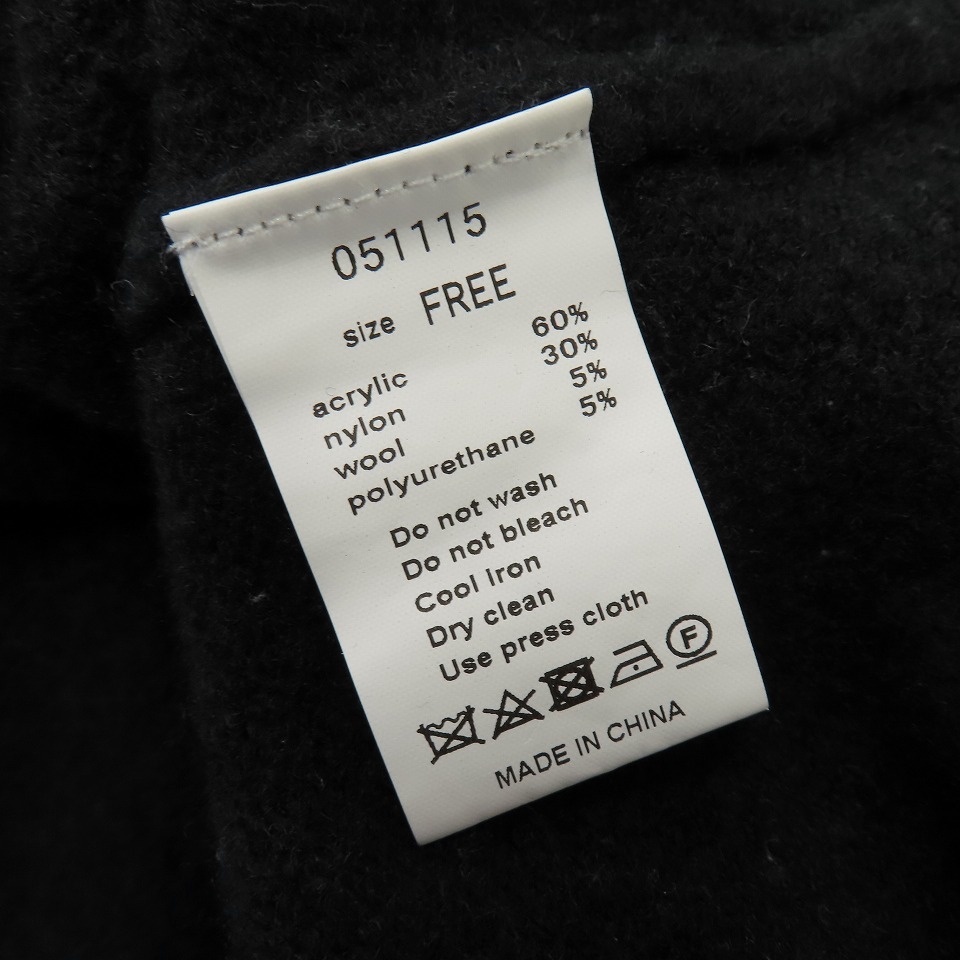 051115
size FREE
acrylic 60%
nylon 30%
wool 5%
polyurethane 5%
Do not wash
Do not bleach
Cool Iron
Dry clean
Use press cloth
F
MADE IN CHINA